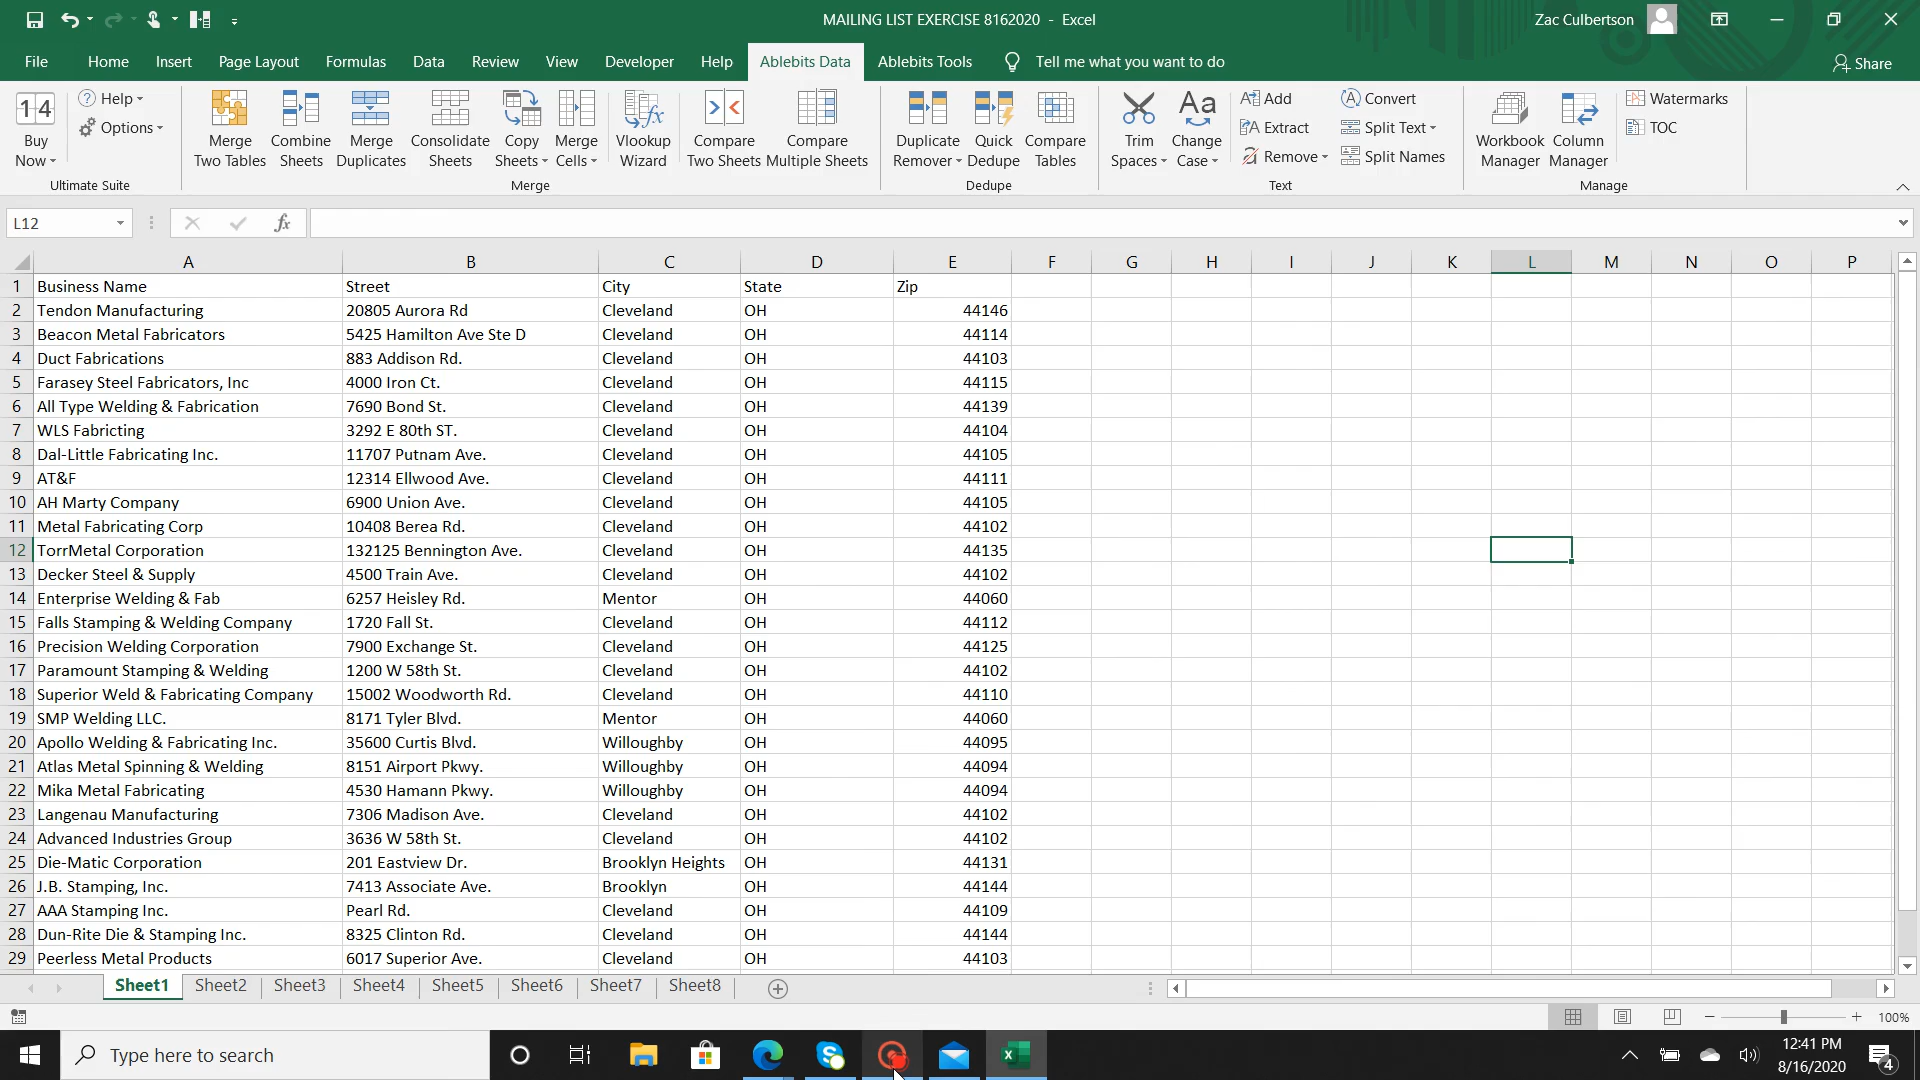 MAILING LIST EXERCISE 8162020 - Excel
Zac Culbertson
File Home Insert Page Layout Formulas Data Review View Developer Help Ablebits Data Ablebits Tools Tell me what you want to do Share
14 Buy Now
Help
Options
Ultimate Suite
Merge Two Tables
Combine Sheets
Merge Duplicates
Consolidate Sheets
Copy Sheets
Merge Cells
Vlookup Wizard
Compare Two Sheets
Compare Multiple Sheets
Merge
Duplicate Remover
Quick Dedupe
Compare Tables
Dedupe
Trim Spaces
Aa Change Case
Add
Extract
Remove
Convert
Split Text
Split Names
Text
Workbook Manager
Column Manager
Watermarks
TOC
Manage
L12 fx
A B C D E F G H I J K L M N O P
1 Business Name Street City State Zip
2 Tendon Manufacturing 20805 Aurora Rd Cleveland OH 44146
3 Beacon Metal Fabricators 5425 Hamilton Ave Ste D Cleveland OH 44114
4 Duct Fabrications 883 Addison Rd. Cleveland OH 44103
5 Farasey Steel Fabricators, Inc 4000 Iron Ct. Cleveland OH 44115
6 All Type Welding & Fabrication 7690 Bond St. Cleveland OH 44139
7 WLS Fabricting 3292 E 80th ST. Cleveland OH 44104
8 Dal-Little Fabricating Inc. 11707 Putnam Ave. Cleveland OH 44105
9 AT&F 12314 Ellwood Ave. Cleveland OH 44111
10 AH Marty Company 6900 Union Ave. Cleveland OH 44105
11 Metal Fabricating Corp 10408 Berea Rd. Cleveland OH 44102
12 TorrMetal Corporation 132125 Bennington Ave. Cleveland OH 44135
13 Decker Steel & Supply 4500 Train Ave. Cleveland OH 44102
14 Enterprise Welding & Fab 6257 Heisley Rd. Mentor OH 44060
15 Falls Stamping & Welding Company 1720 Fall St. Cleveland OH 44112
16 Precision Welding Corporation 7900 Exchange St. Cleveland OH 44125
17 Paramount Stamping & Welding 1200 W 58th St. Cleveland OH 44102
18 Superior Weld & Fabricating Company 15002 Woodworth Rd. Cleveland OH 44110
19 SMP Welding LLC. 8171 Tyler Blvd. Mentor OH 44060
20 Apollo Welding & Fabricating Inc. 35600 Curtis Blvd. Willoughby OH 44095
21 Atlas Metal Spinning & Welding 8151 Airport Pkwy. Willoughby OH 44094
22 Mika Metal Fabricating 4530 Hamann Pkwy. Willoughby OH 44094
23 Langenau Manufacturing 7306 Madison Ave. Cleveland OH 44102
24 Advanced Industries Group 3636 W 58th St. Cleveland OH 44102
25 Die-Matic Corporation 201 Eastview Dr. Brooklyn Heights OH 44131
26 J.B. Stamping, Inc. 7413 Associate Ave. Brooklyn OH 44144
27 AAA Stamping Inc. Pearl Rd. Cleveland OH 44109
28 Dun-Rite Die & Stamping Inc. 8325 Clinton Rd. Cleveland OH 44144
29 Peerless Metal Products 6017 Superior Ave. Cleveland OH 44103
Sheet1 Sheet2 Sheet3 Sheet4 Sheet5 Sheet6 Sheet7 Sheet8
100%
Type here to search
12:41 PM
8/16/2020
4